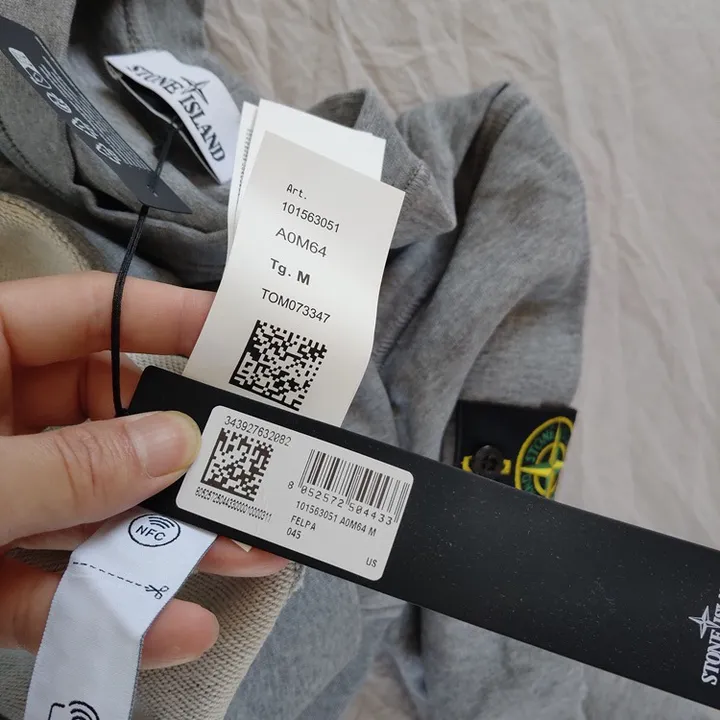 STONE ISLAND
Art.
101563051
A0M64
Tg. M
TOM073347
343927632082
8 052572 504433
101563051 A0M64 M
FELPA
045
US
NFC
STONE
STONE ISLAND